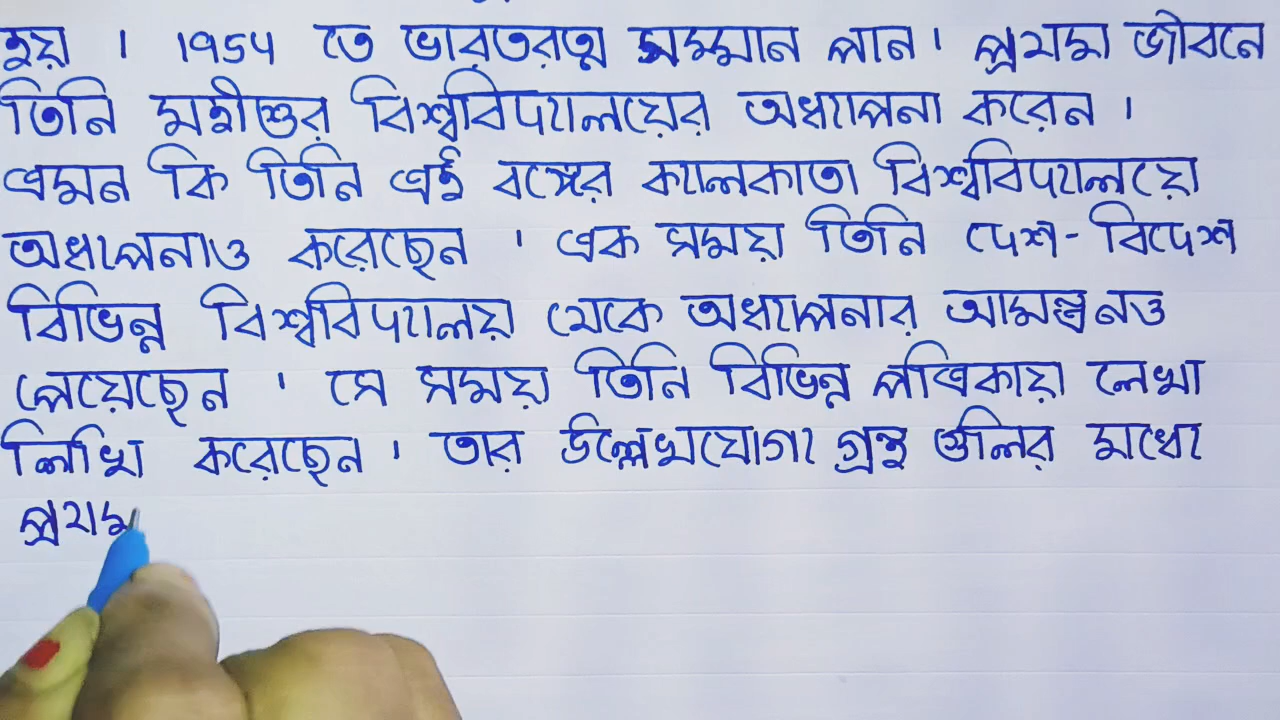 হয় । 1954 তে ভারতরত্ন সম্মান পান। প্রথম জীবনে
তিনি মহীশুর বিশ্ববিদ্যালয়ের অধ্যাপনা করেন ।
এমন কি তিনি এই বঙ্গের ক্যালকাতা বিশ্ববিদ্যালয়ে
অধ্যাপনাও করেছেন । এক সময় তিনি দেশ-বিদেশ
বিভিন্ন বিশ্ববিদ্যালয় থেকে অধ্যাপনার আমন্ত্রনও
পেয়েছেন । সে সময় তিনি বিভিন্ন পত্রিকায় লেখা
লিখি করেছেন । তার উল্লেখযোগ্য গ্রন্থ গুলির মধ্যে
প্রথম